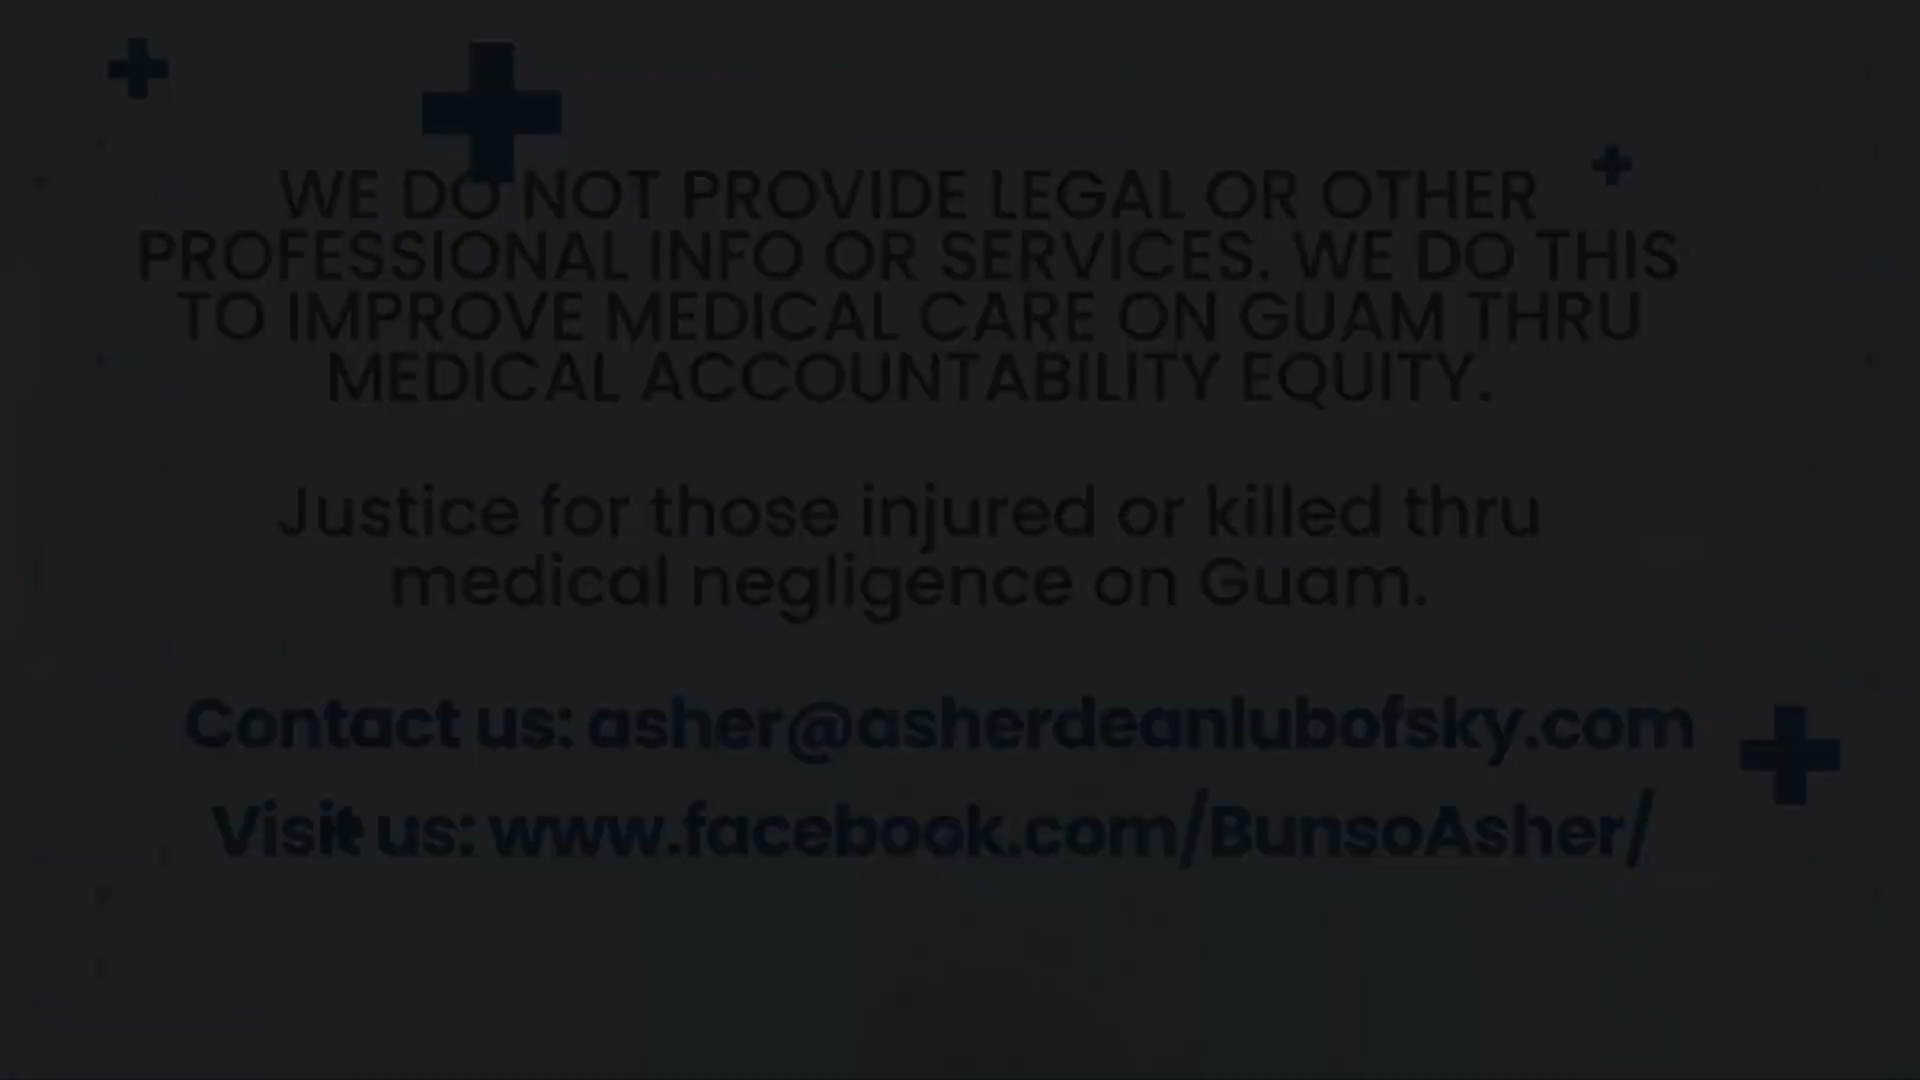 WE DO NOT PROVIDE LEGAL OR OTHER
PROFESSIONAL INFO OR SERVICES. WE DO THIS
TO IMPROVE MEDICAL CARE ON GUAM THRU
MEDICAL ACCOUNTABILITY EQUITY.
Justice for those injured or killed thru
medical negligence on Guam.
Contact us: asher@asherdeanlubofsky.com
Visit us: www.facebook.com/BunsoAsher/